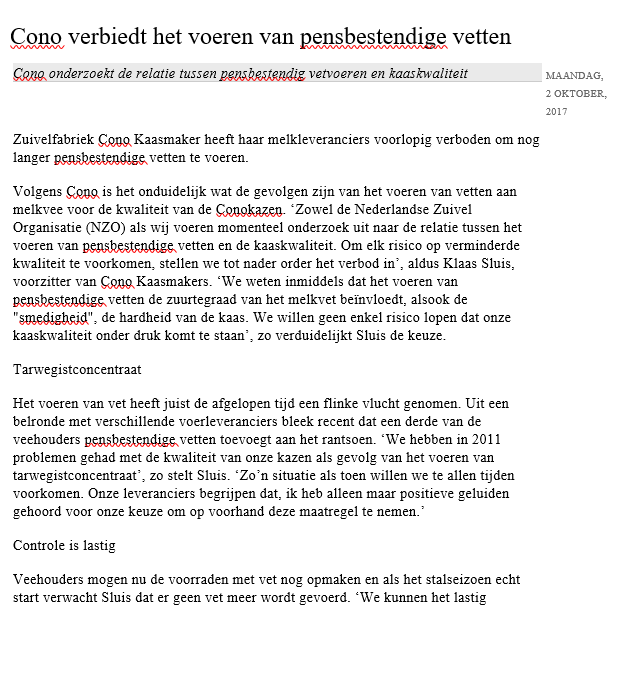 Cono verbiedt het voeren van pensbestendige vetten
Cono onderzoekt de relatie tussen pensbestendig vetvoeren en kaaskwaliteit
MAANDAG,
2 OKTOBER,
2017
Zuivelfabriek Cono Kaasmaker heeft haar melkleveranciers voorlopig verboden om nog
langer pensbestendige vetten te voeren.
Volgens Cono is het onduidelijk wat de gevolgen zijn van het voeren van vetten aan
melkvee voor de kwaliteit van de Conokazen. ‘Zowel de Nederlandse Zuivel
Organisatie (NZO) als wij voeren momenteel onderzoek uit naar de relatie tussen het
voeren van pensbestendige vetten en de kaaskwaliteit. Om elk risico op verminderde
kwaliteit te voorkomen, stellen we tot nader order het verbod in’, aldus Klaas Sluis,
voorzitter van Cono Kaasmakers. ‘We weten inmiddels dat het voeren van
pensbestendige vetten de zuurtegraad van het melkvet beïnvloedt, alsook de
"smedigheid", de hardheid van de kaas. We willen geen enkel risico lopen dat onze
kaaskwaliteit onder druk komt te staan’, zo verduidelijkt Sluis de keuze.
Tarwegistconcentraat
Het voeren van vet heeft juist de afgelopen tijd een flinke vlucht genomen. Uit een
belronde met verschillende voerleveranciers bleek recent dat een derde van de
veehouders pensbestendige vetten toevoegt aan het rantsoen. ‘We hebben in 2011
problemen gehad met de kwaliteit van onze kazen als gevolg van het voeren van
tarwegistconcentraat’, zo stelt Sluis. ‘Zo’n situatie als toen willen we te allen tijden
voorkomen. Onze leveranciers begrijpen dat, ik heb alleen maar positieve geluiden
gehoord voor onze keuze om op voorhand deze maatregel te nemen.’
Controle is lastig
Veehouders mogen nu de voorraden met vet nog opmaken en als het stalseizoen echt
start verwacht Sluis dat er geen vet meer wordt gevoerd. ‘We kunnen het lastig